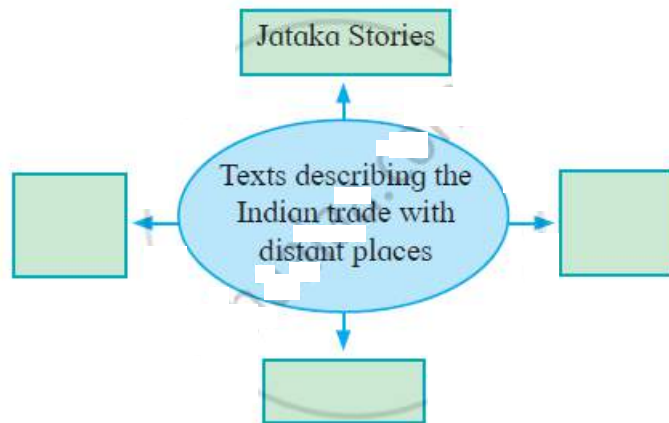 Jataka Stories
Texts describing the
Indian trade with
distant places